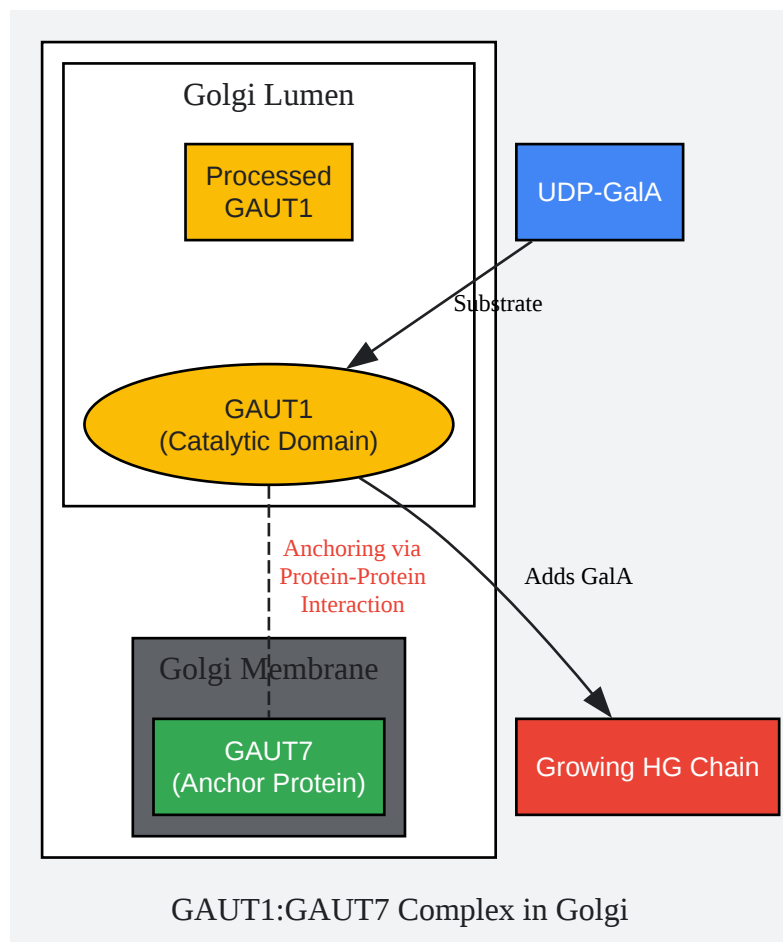 Golgi Lumen
Processed
GAUT1
UDP-GalA
Substrate
GAUT1
(Catalytic Domain)
Anchoring via
Protein-Protein
Interaction
Adds GalA
Golgi Membrane
GAUT7
(Anchor Protein)
Growing HG Chain
GAUT1:GAUT7 Complex in Golgi